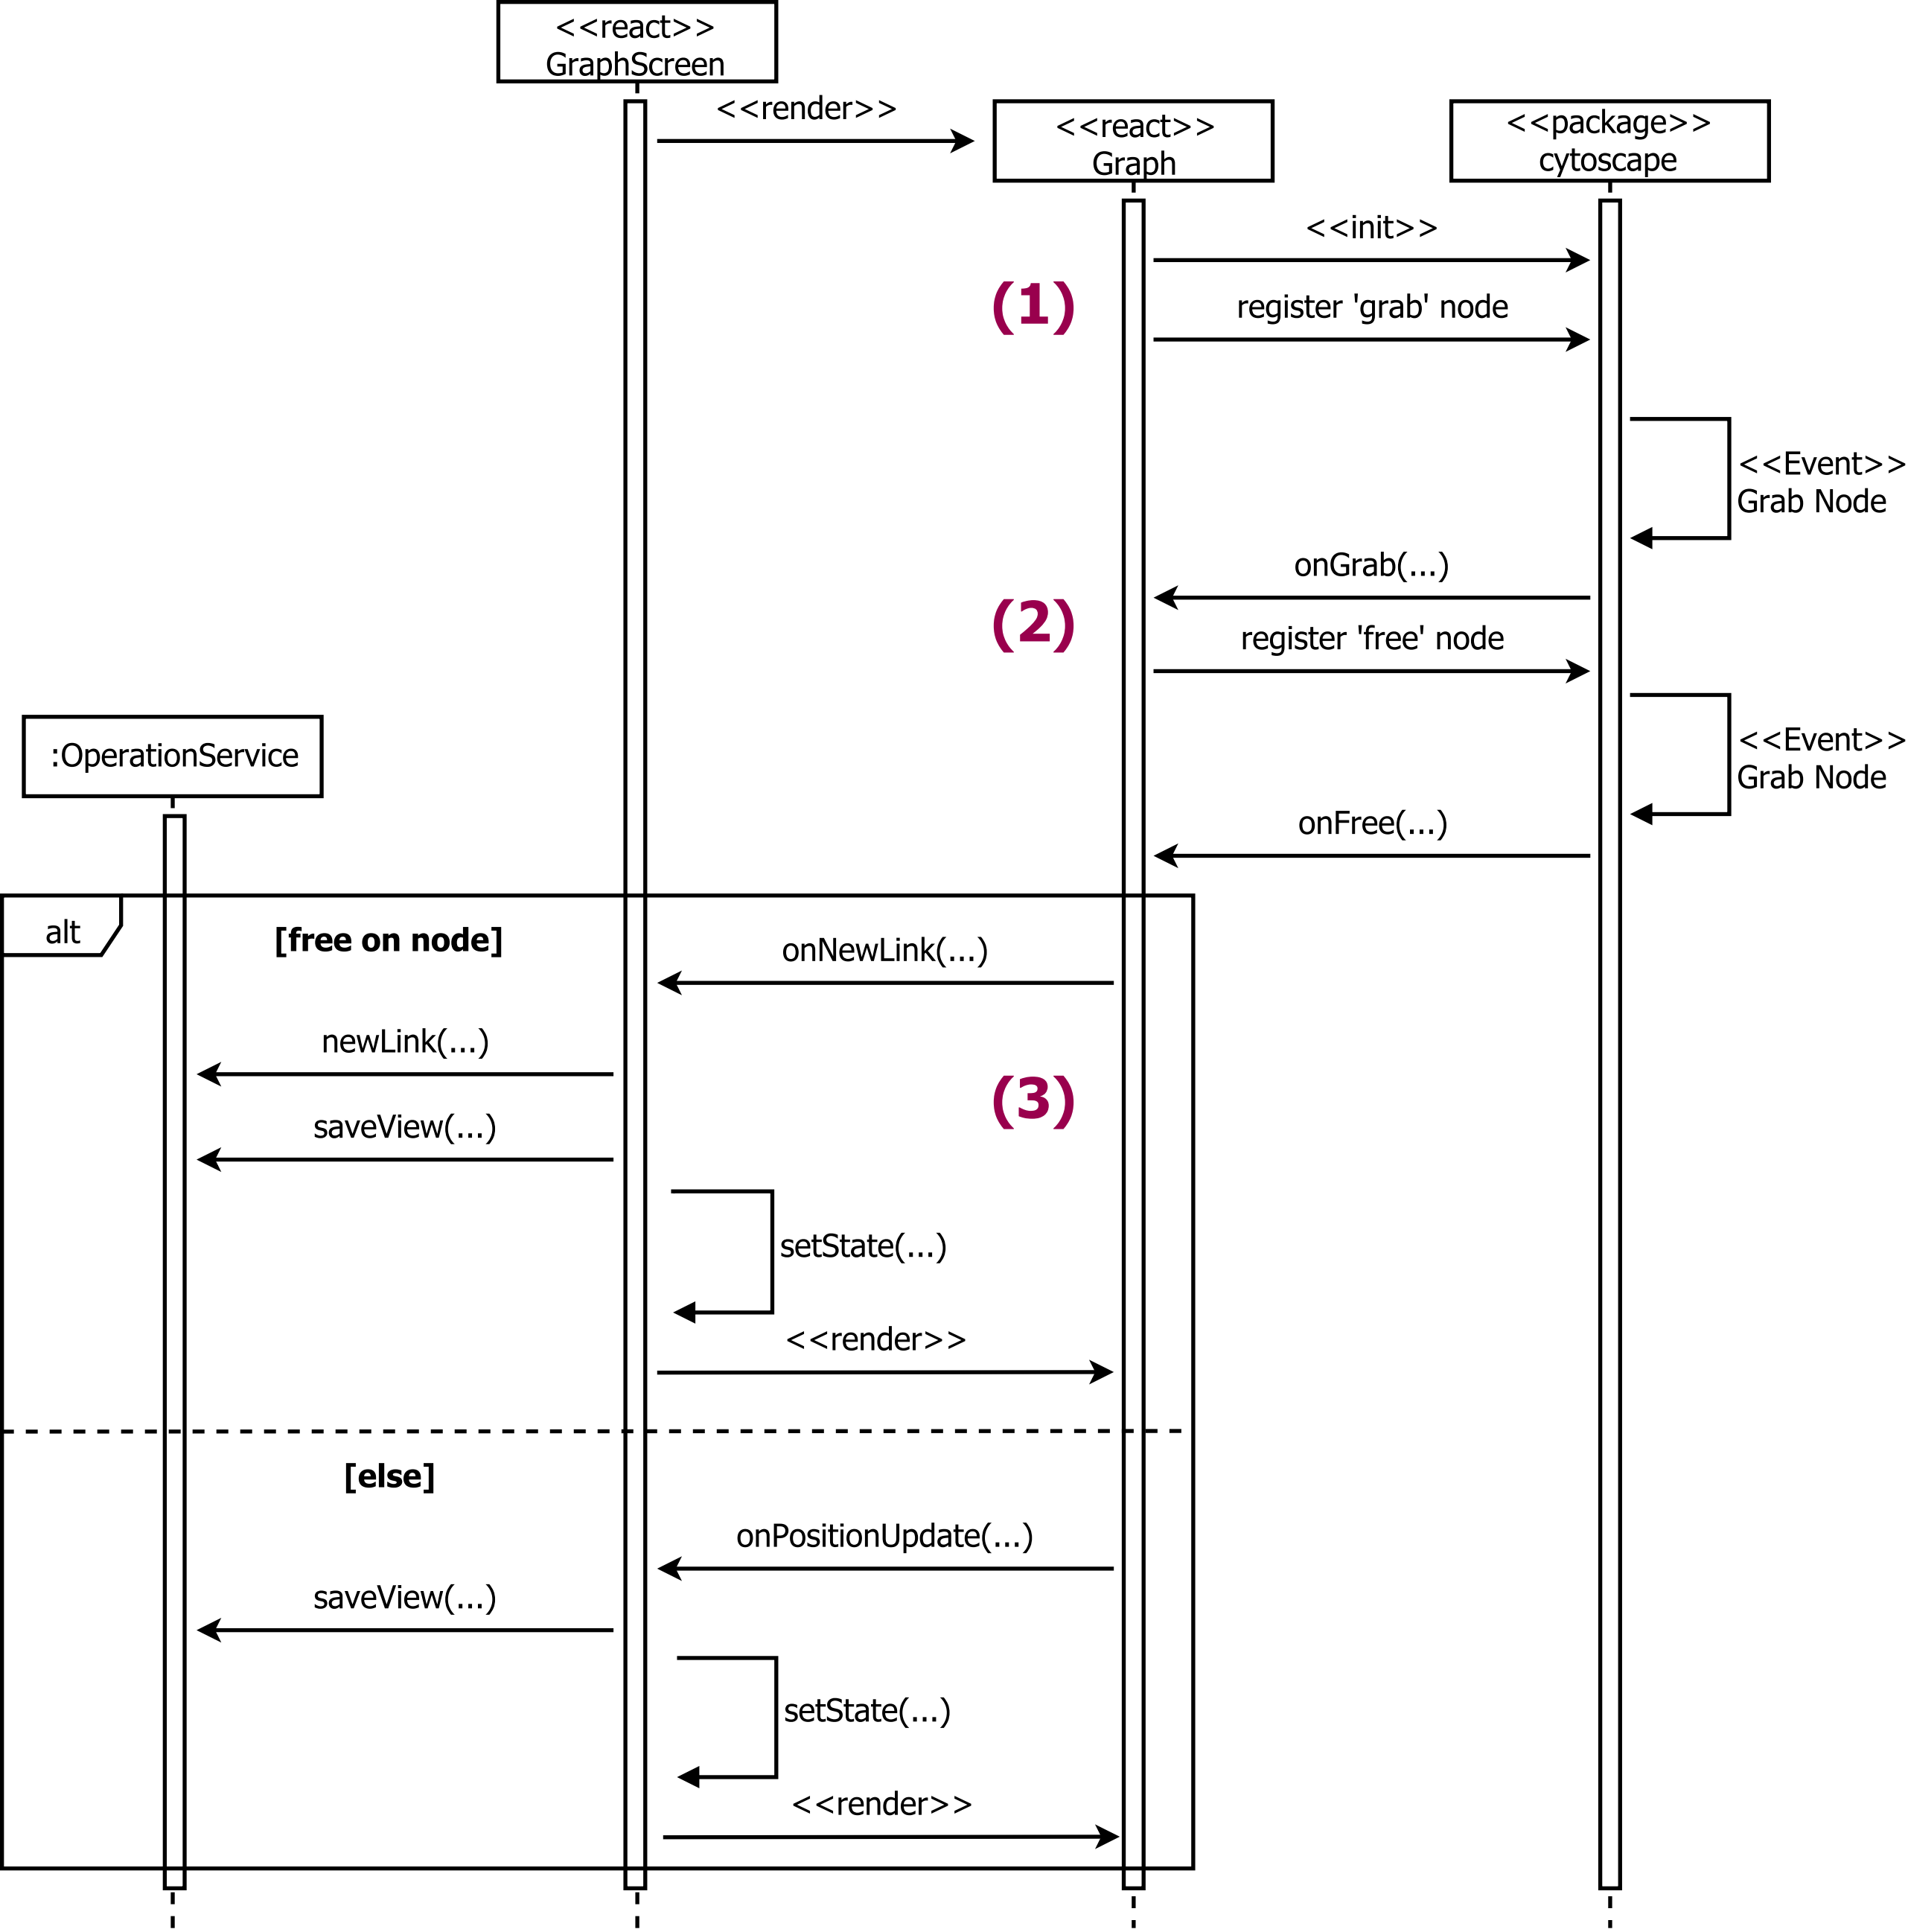 <<react>>
GraphScreen
<<render>>
<<react>>
Graph
<<package>>
cytoscape
<<init>>
(1)
register 'grab' node
<<Event>>
Grab Node
onGrab(...)
(2)
register 'free' node
<<Event>>
Grab Node
:OperationService
onFree(...)
alt
[free on node]
onNewLink(...)
newLink(...)
(3)
saveView(...)
setState(...)
<<render>>
[else]
onPositionUpdate(...)
saveView(...)
setState(...)
<<render>>